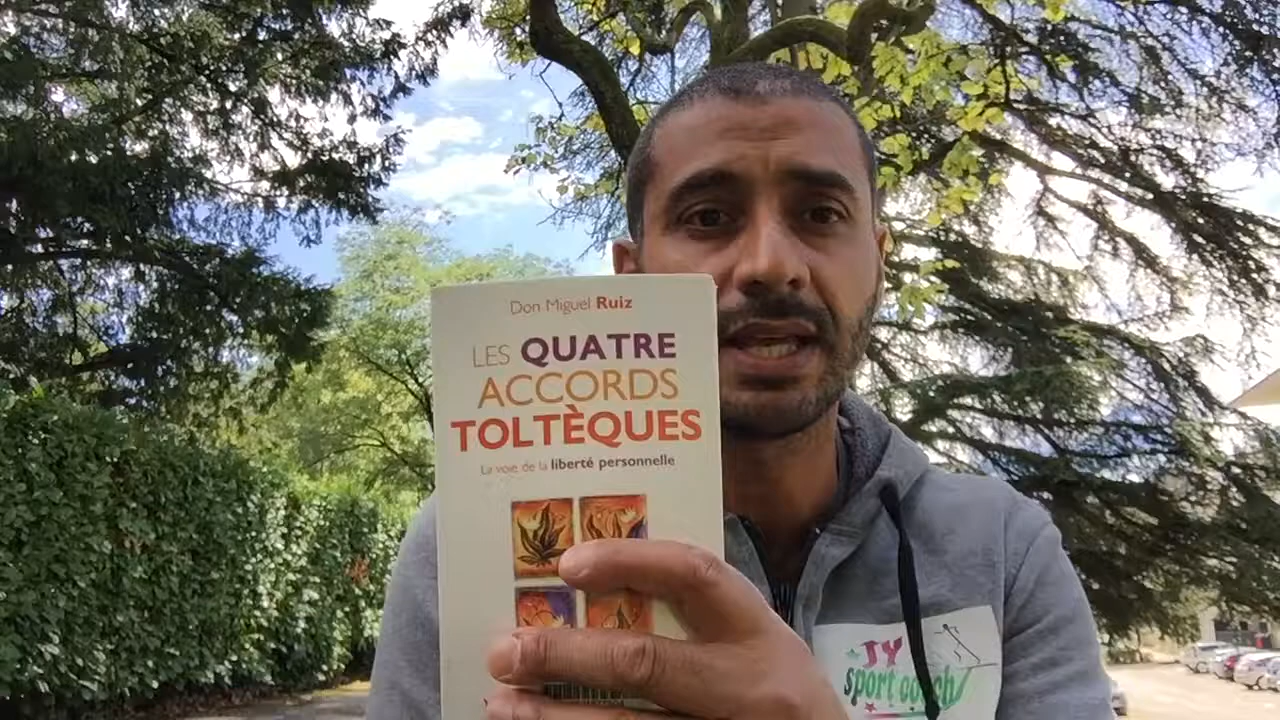 Don Miguel Ruiz
LES QUATRE
ACCORDS
TOLTÈQUES
La voie de la liberté personnelle
JY
sport coach